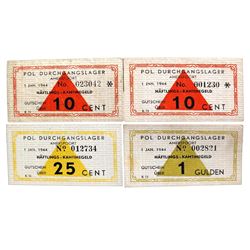 POL. DURCHGANGSLAGER
AMERSFOORT
1 JAN. 1944 No. 023042 *
HÄFTLINGS-KANTINEGELD
GUTSCHEIN ÜBER
10 CENT
POL. DURCHGANGSLAGER
AMERSFOORT
1 JAN. 1944 No. 001230 *
HÄFTLINGS-KANTINEGELD
GUTSCHEIN ÜBER
10 CENT
POL. DURCHGANGSLAGER
AMERSFOORT
1 JAN. 1944 No 012734
HÄFTLINGS-KANTINEGELD
GUTSCHEIN ÜBER
25 CENT
POL. DURCHGANGSLAGER
AMERSFOORT
1 JAN. 1944 No 002821
HÄFTLINGS-KANTINEGELD
GUTSCHEIN ÜBER
1 GULDEN